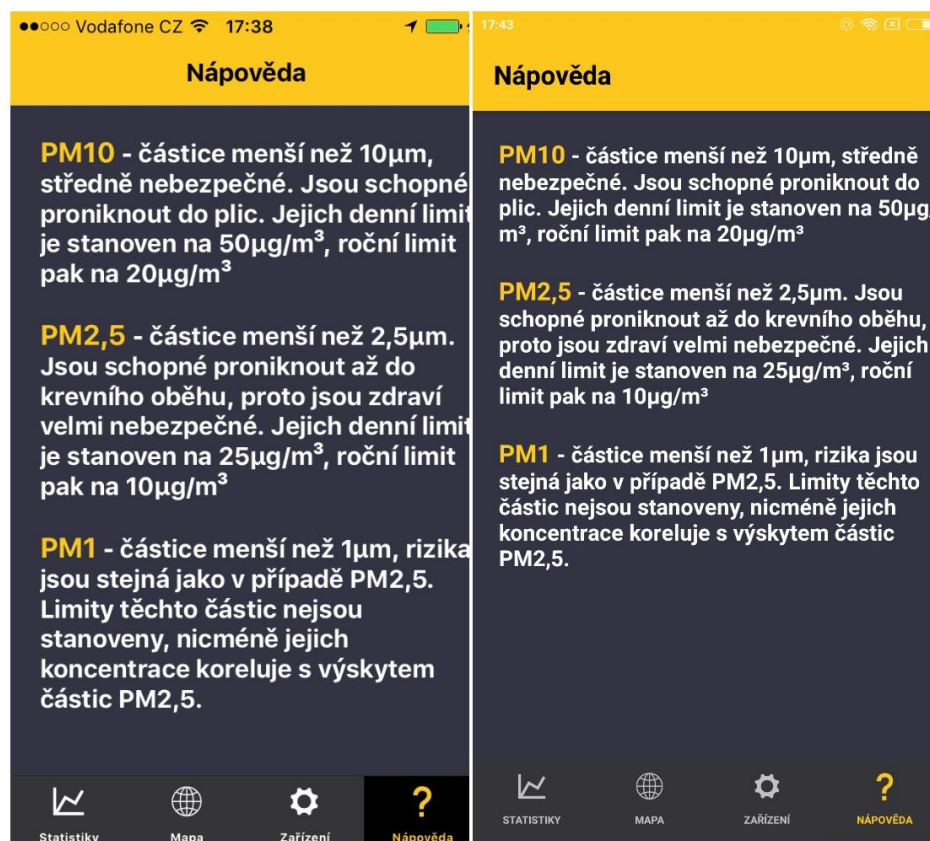 Vodafone CZ 17:38
Nápověda
PM10 - částice menší než 10µm,
středně nebezpečné. Jsou schopné
proniknout do plic. Jejich denní limit
je stanoven na 50µg/m³, roční limit
pak na 20µg/m³
PM2,5 - částice menší než 2,5µm.
Jsou schopné proniknout až do
krevního oběhu, proto jsou zdraví
velmi nebezpečné. Jejich denní limit
je stanoven na 25µg/m³, roční limit
pak na 10µg/m³
PM1 - částice menší než 1µm, rizika
jsou stejná jako v případě PM2,5.
Limity těchto částic nejsou
stanoveny, nicméně jejich
koncentrace koreluje s výskytem
částic PM2,5.
Statistiky Mapa Zařízení Nápověda
17:43
Nápověda
PM10 - částice menší než 10µm, středně
nebezpečné. Jsou schopné proniknout do
plic. Jejich denní limit je stanoven na 50µg/
m³, roční limit pak na 20µg/m³
PM2,5 - částice menší než 2,5µm. Jsou
schopné proniknout až do krevního oběhu,
proto jsou zdraví velmi nebezpečné. Jejich
denní limit je stanoven na 25µg/m³, roční
limit pak na 10µg/m³
PM1 - částice menší než 1µm, rizika jsou
stejná jako v případě PM2,5. Limity těchto
částic nejsou stanoveny, nicméně jejich
koncentrace koreluje s výskytem částic
PM2,5.
STATISTIKY MAPA ZAŘÍZENÍ NÁPOVĚDA